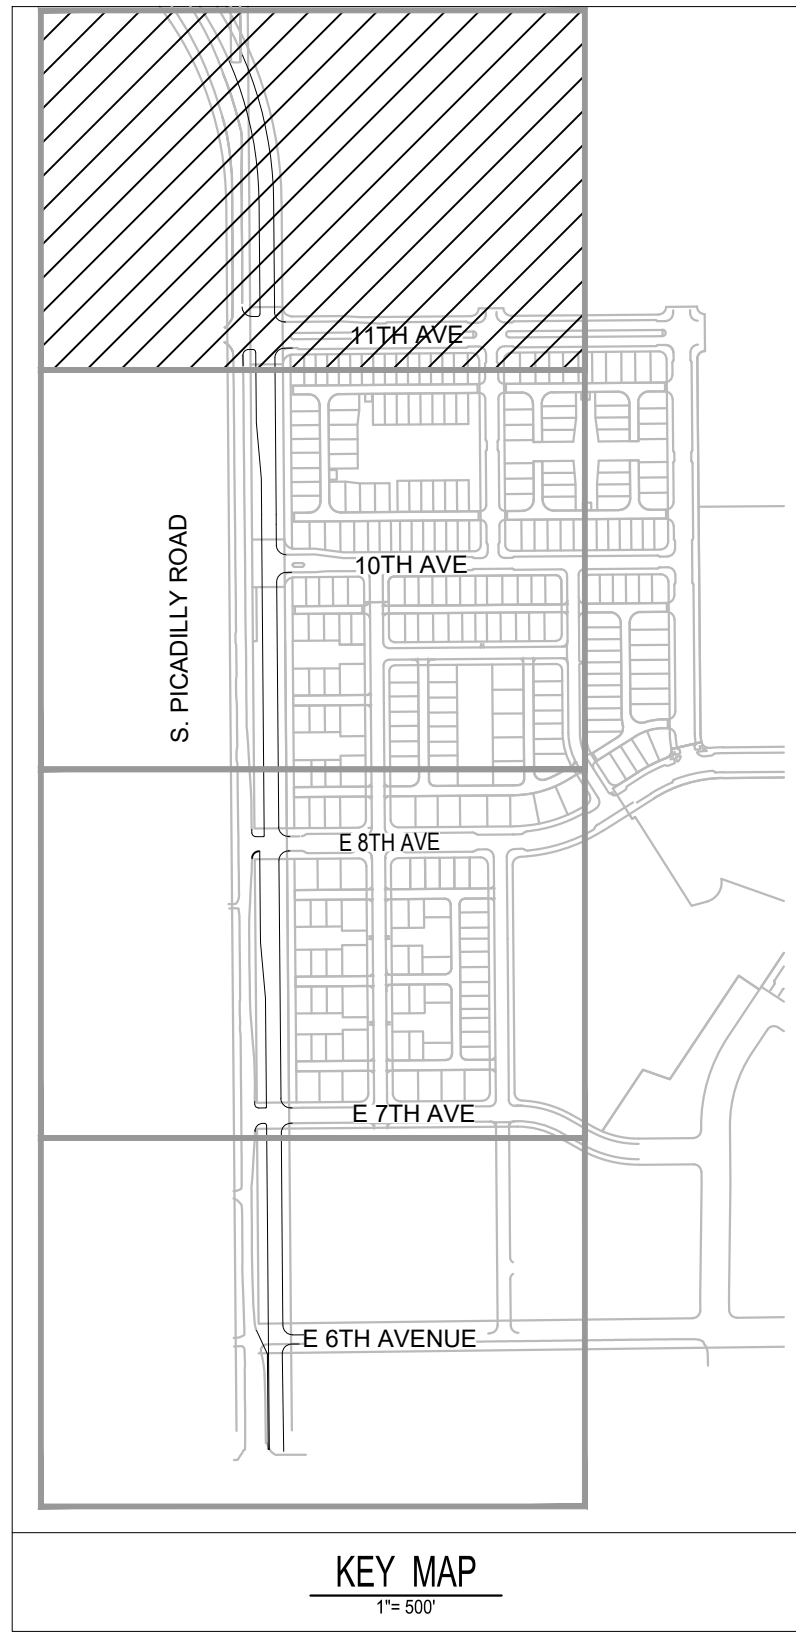 11TH AVE
S. PICADILLY ROAD
10TH AVE
E 8TH AVE
E 7TH AVE
E 6TH AVENUE
KEY MAP
1"= 500'